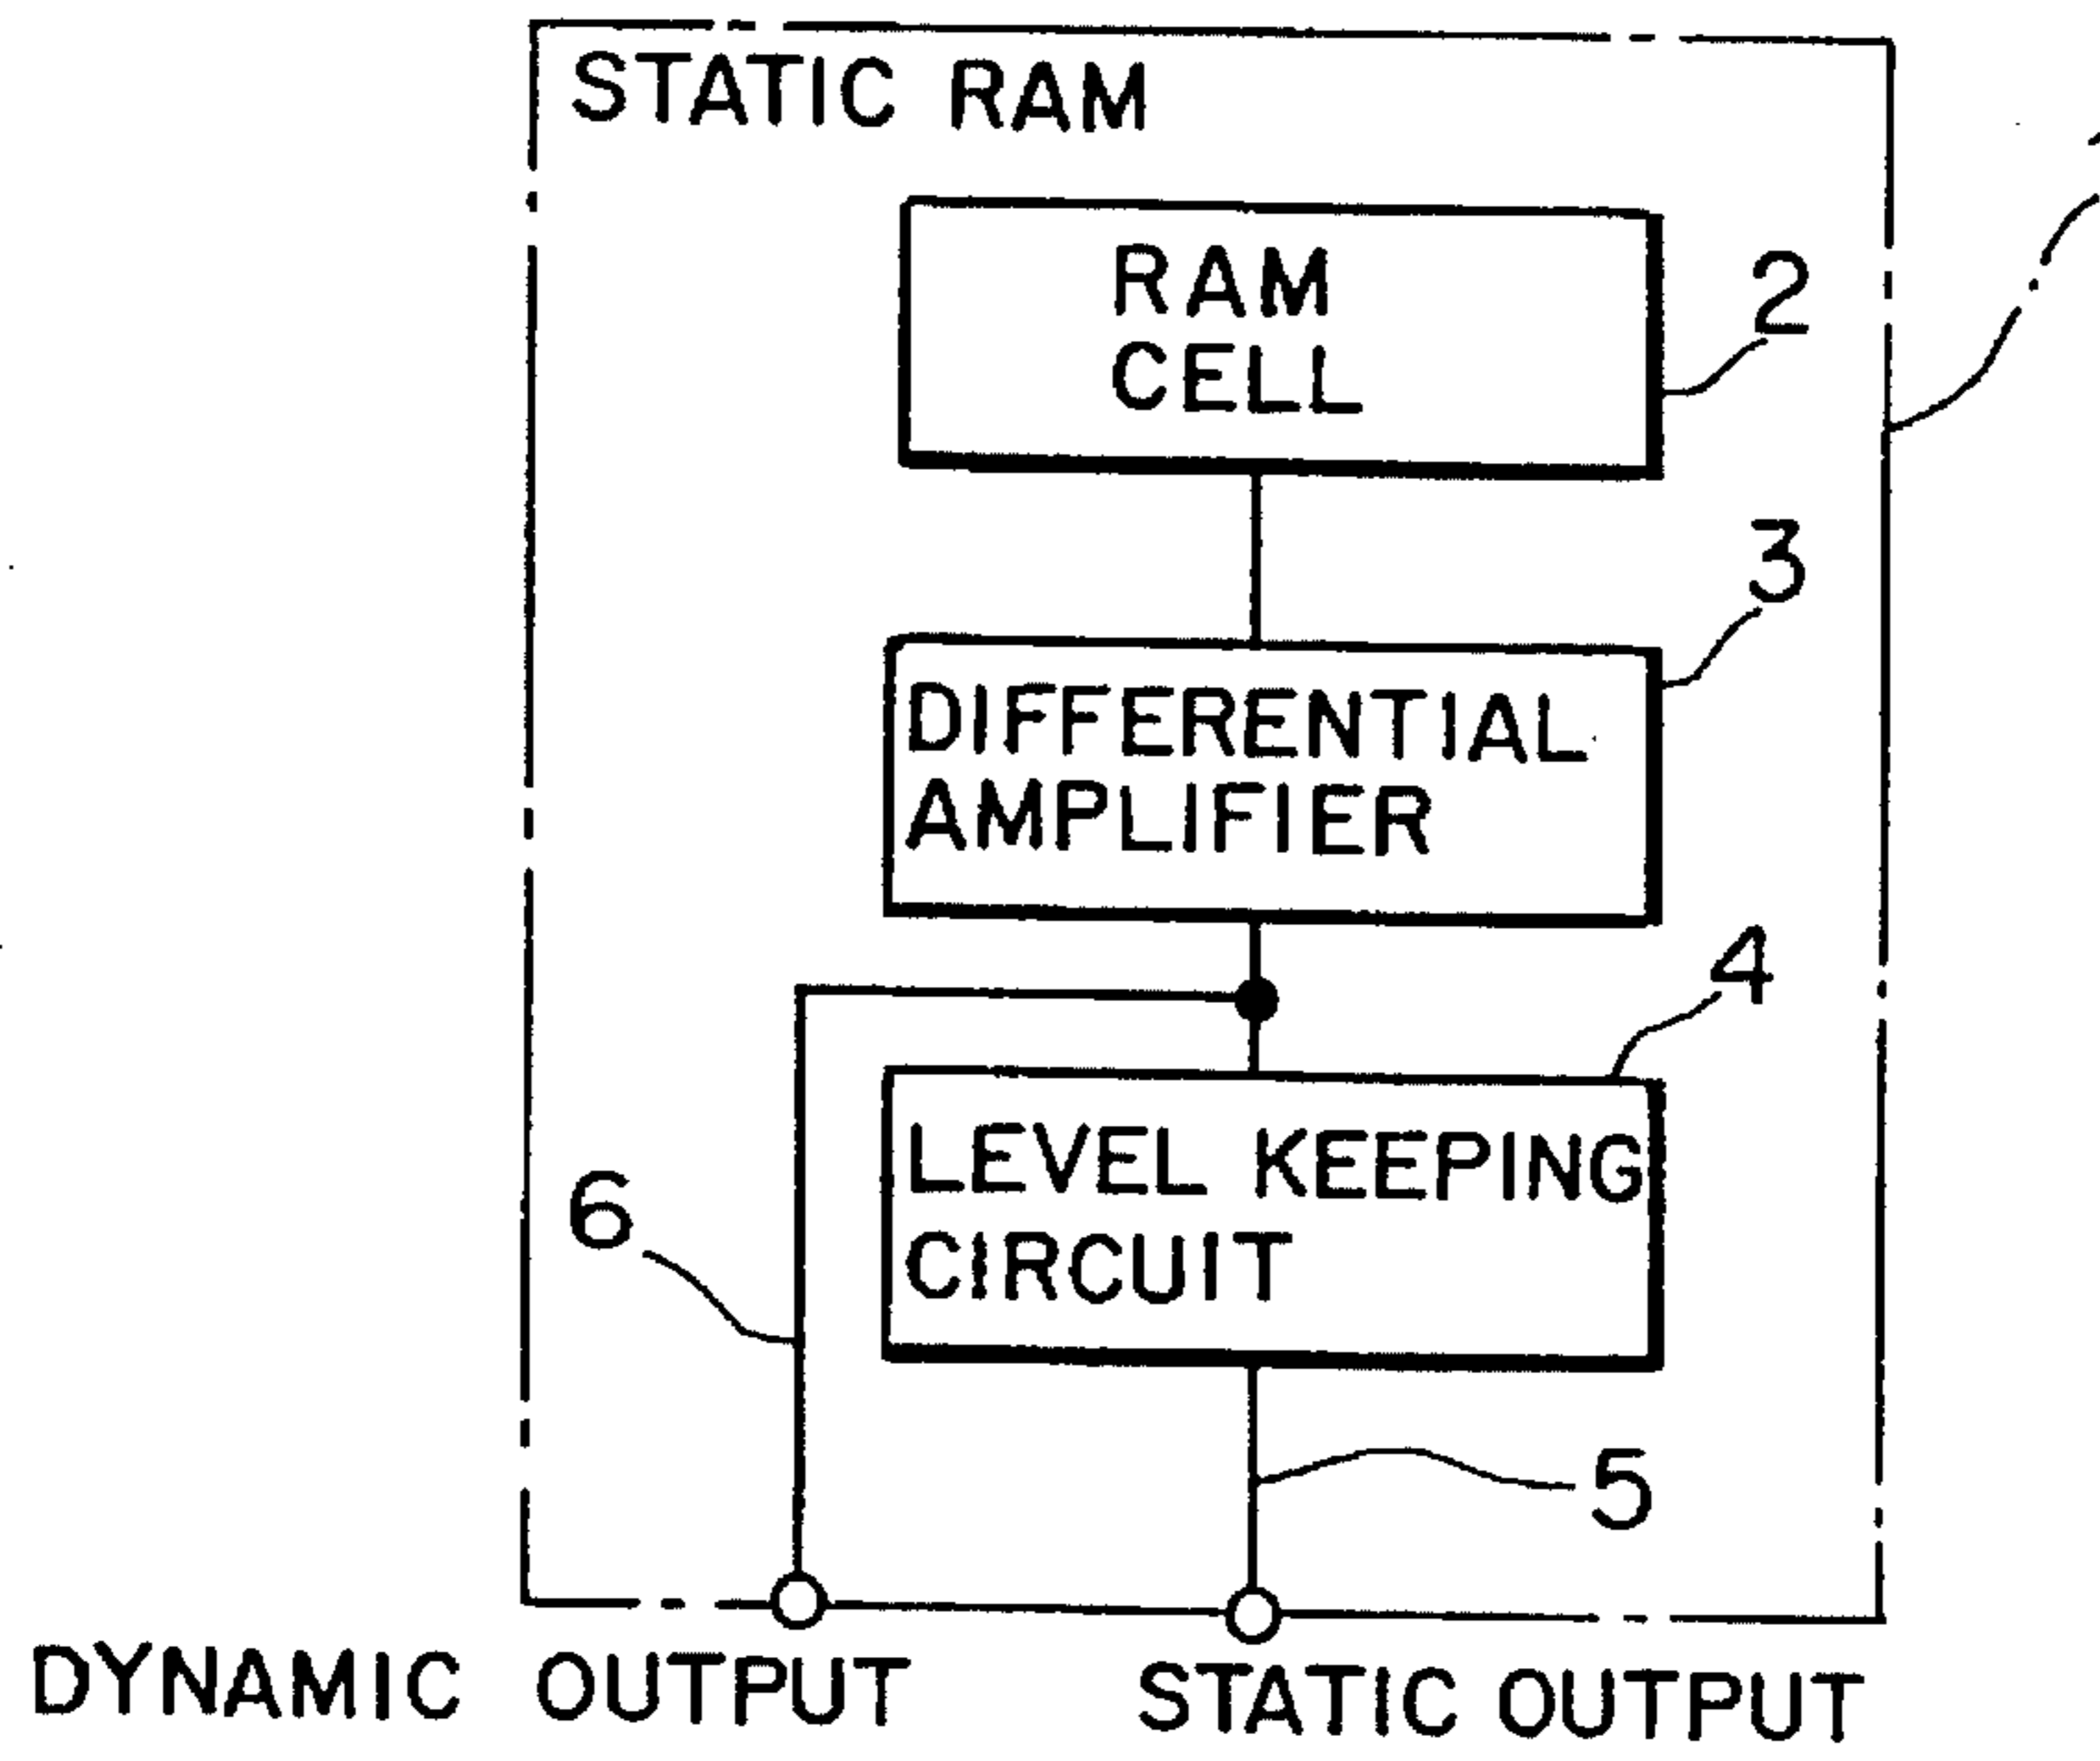 STATIC RAM
RAM
CELL
2
3
DIFFERENTIAL
AMPLIFIER
4
LEVEL KEEPING
CIRCUIT
6
5
DYNAMIC OUTPUT
STATIC OUTPUT